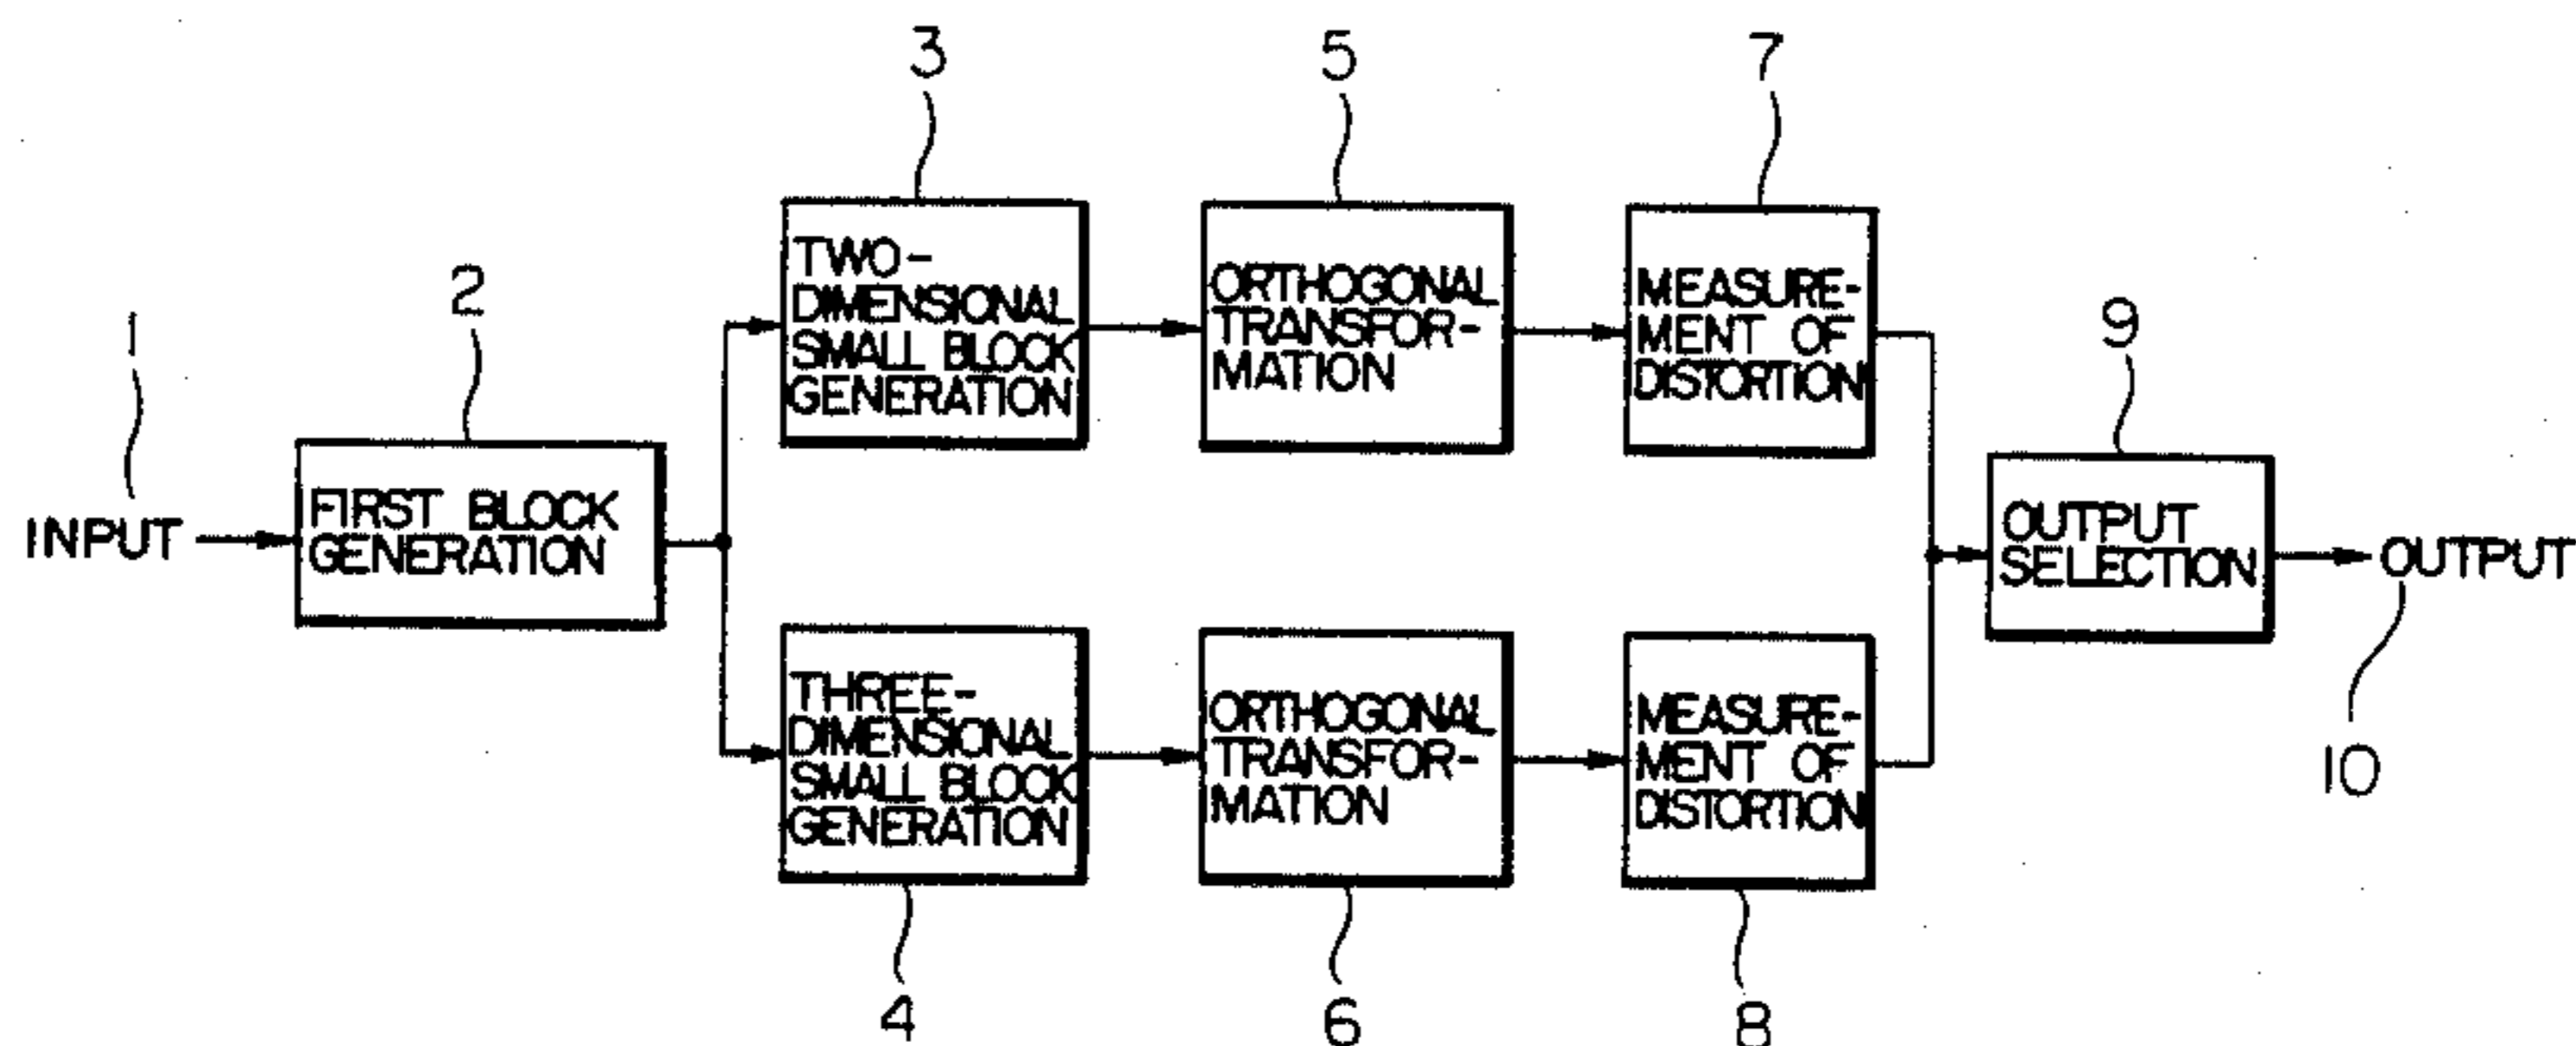 1
INPUT
2
FIRST BLOCK
GENERATION
3
TWO-
DIMENSIONAL
SMALL BLOCK
GENERATION
4
THREE-
DIMENSIONAL
SMALL BLOCK
GENERATION
5
ORTHOGONAL
TRANSFOR-
MATION
6
ORTHOGONAL
TRANSFOR-
MATION
7
MEASURE-
MENT OF
DISTORTION
8
MEASURE-
MENT OF
DISTORTION
9
OUTPUT
SELECTION
OUTPUT
10